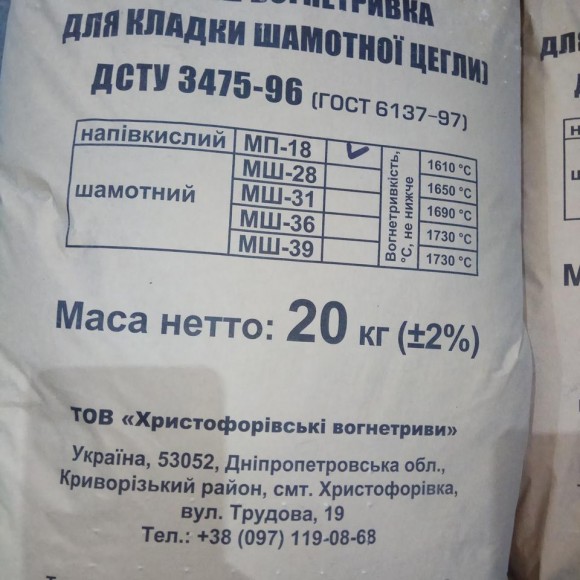 ВОГНЕТРИВКА
ДЛЯ КЛАДКИ ШАМОТНОЇ ЦЕГЛИ)
ДСТУ 3475-96 (ГОСТ 6137-97)
напівкислий МП-18 ✓ Вогнетривкість, °С, не нижче 1610 °С
шамотний МШ-28 1650 °С
МШ-31 1690 °С
МШ-36 1730 °С
МШ-39 1730 °С
Маса нетто: 20 кг (±2%)
ТОВ «Христофорівські вогнетриви»
Україна, 53052, Дніпропетровська обл.,
Криворізький район, смт. Христофорівка,
вул. Трудова, 19
Тел.: +38 (097) 119-08-68